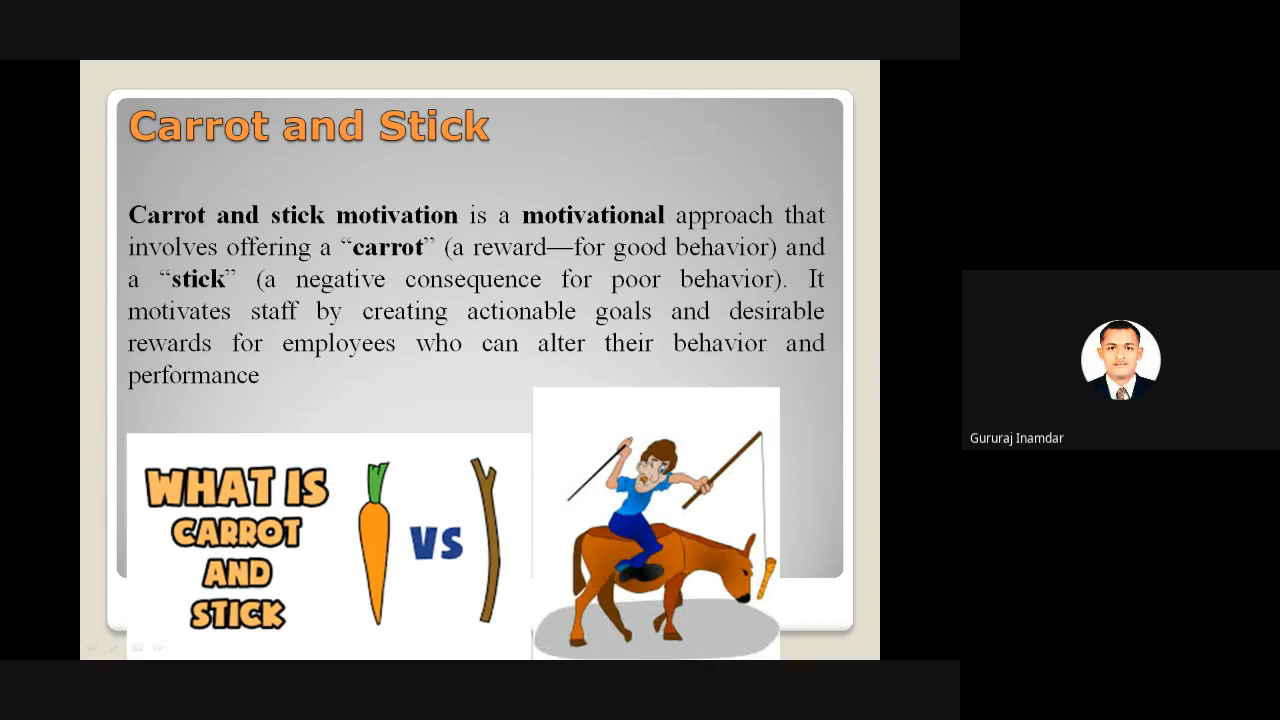 Carrot and Stick
Carrot and stick motivation is a motivational approach that
involves offering a “carrot” (a reward—for good behavior) and
a “stick” (a negative consequence for poor behavior). It
motivates staff by creating actionable goals and desirable
rewards for employees who can alter their behavior and
performance
WHAT IS
CARROT
AND
STICK
VS
Gururaj Inamdar